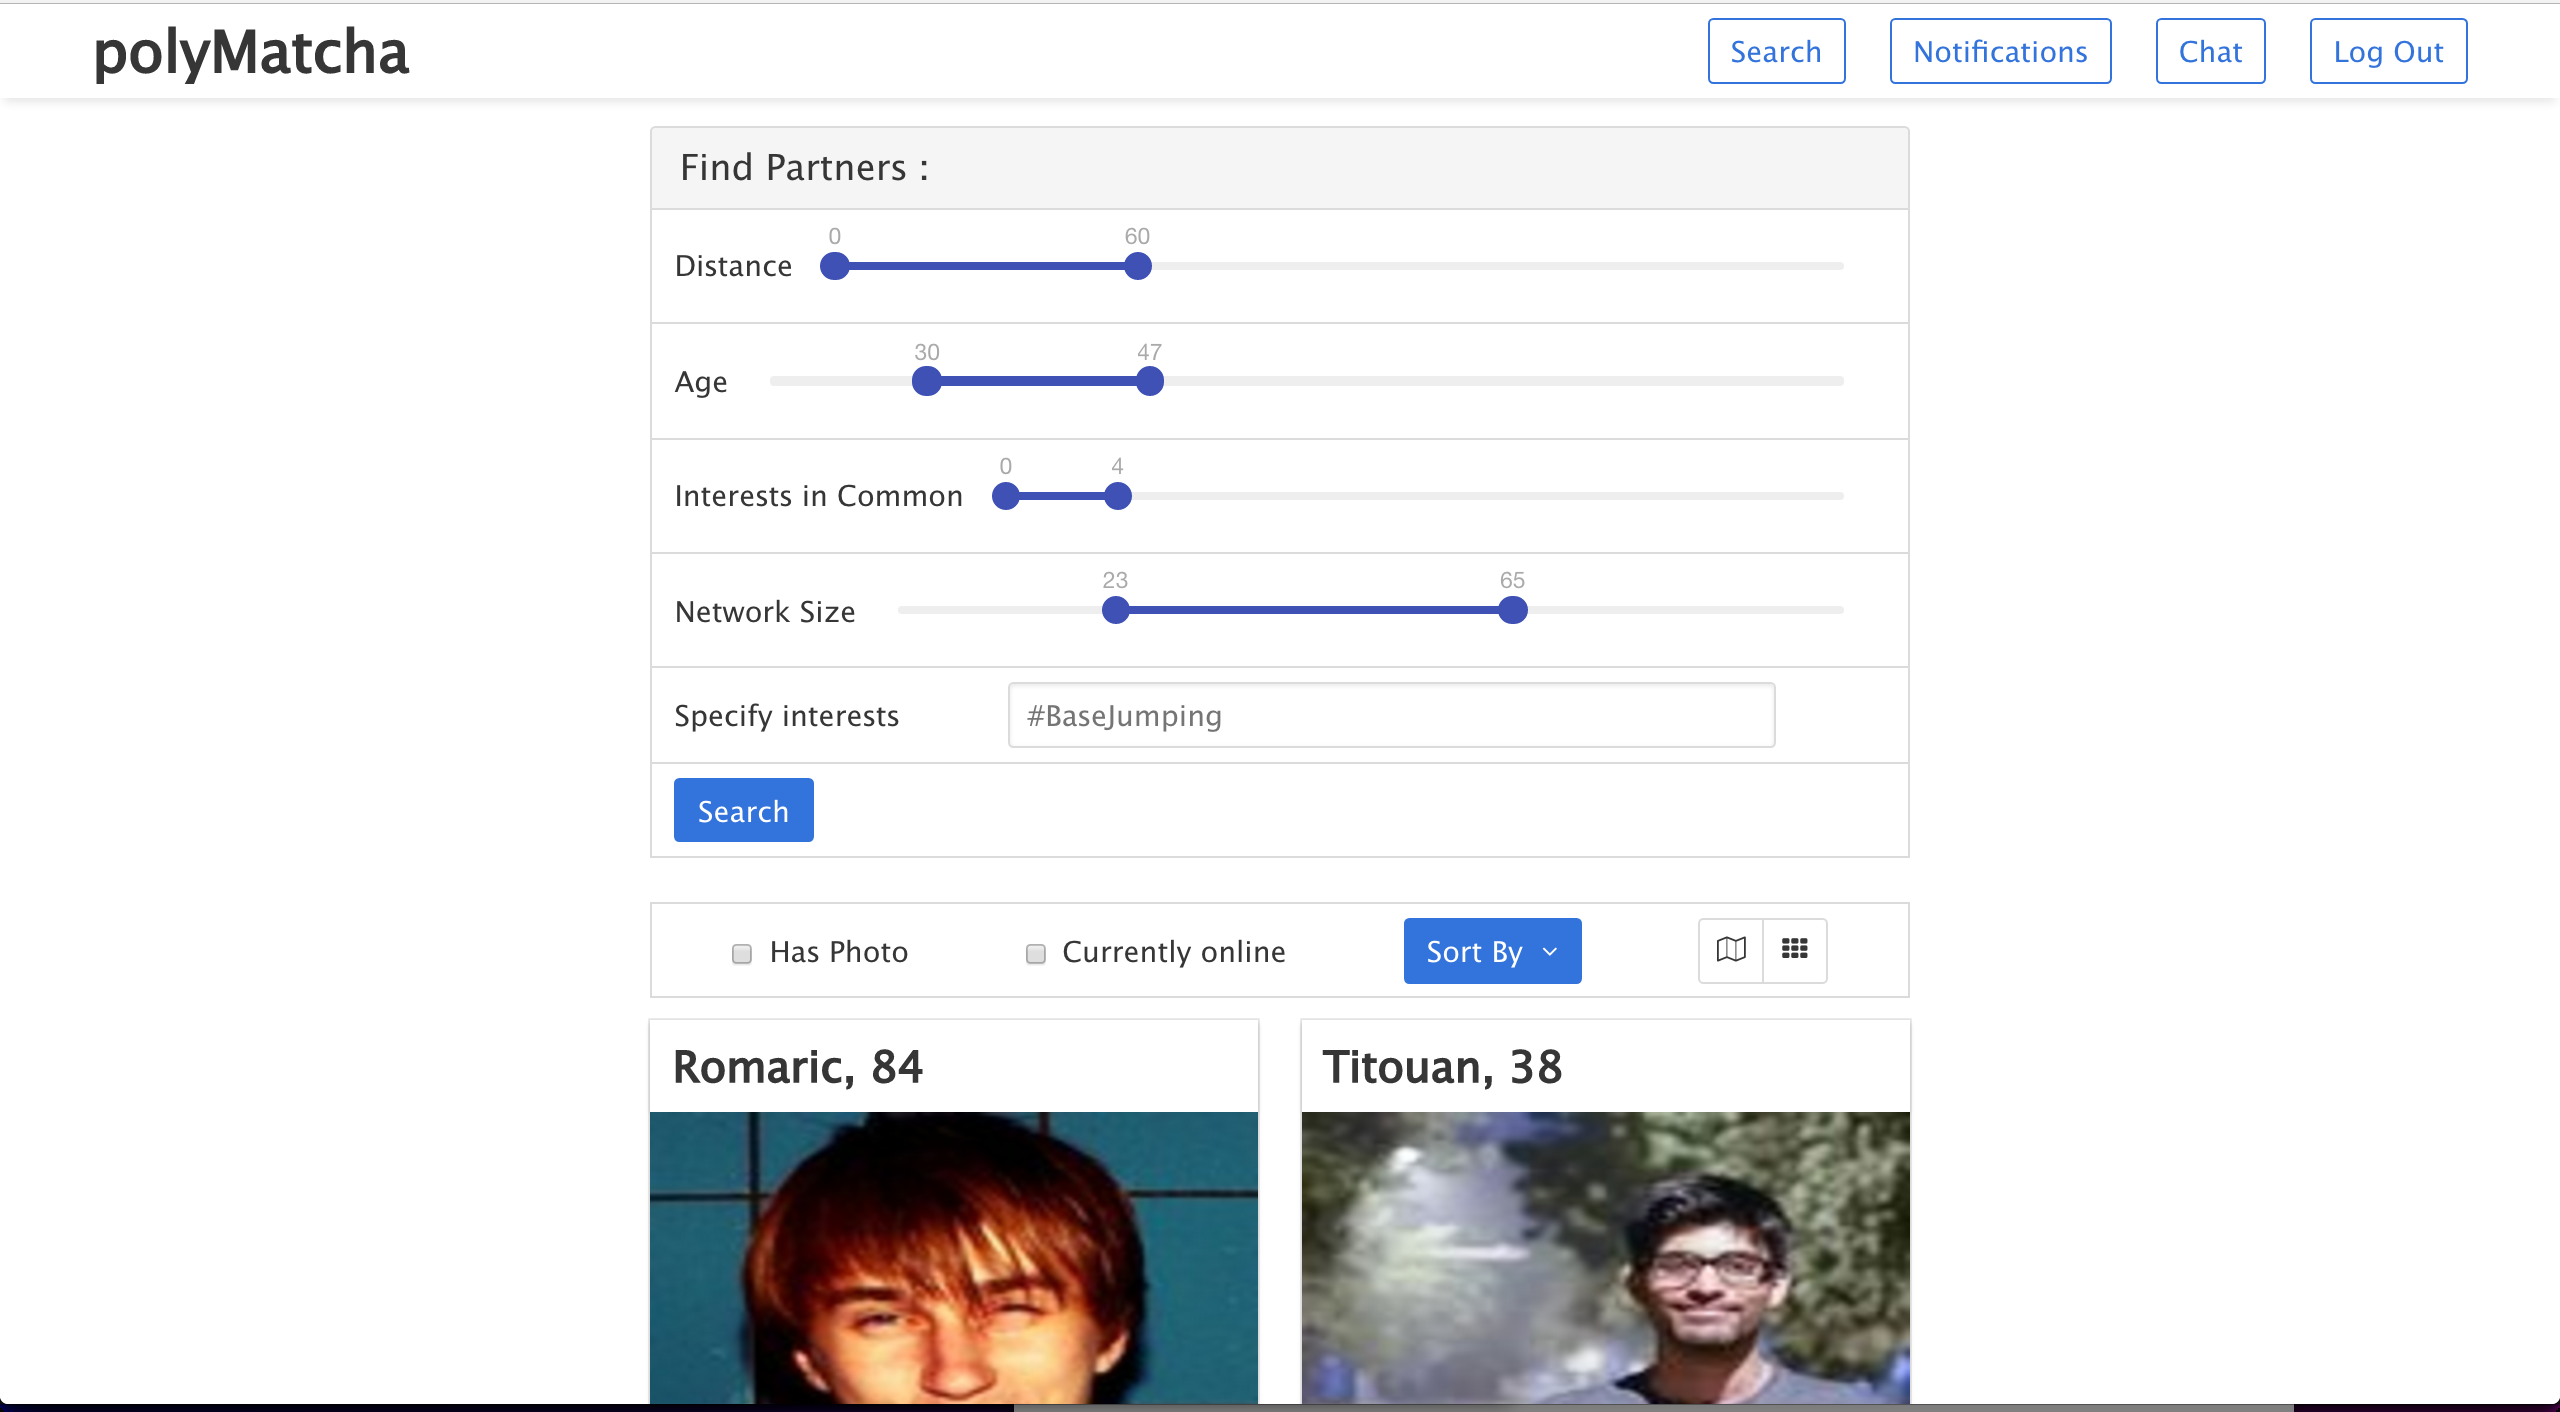 polyMatcha
Search
Notifications
Chat
Log Out
Find Partners :
0
60
Distance
30
47
Age
0
4
Interests in Common
23
65
Network Size
Specify interests
#BaseJumping
Search
Has Photo
Currently online
Sort By
Romaric, 84
Titouan, 38